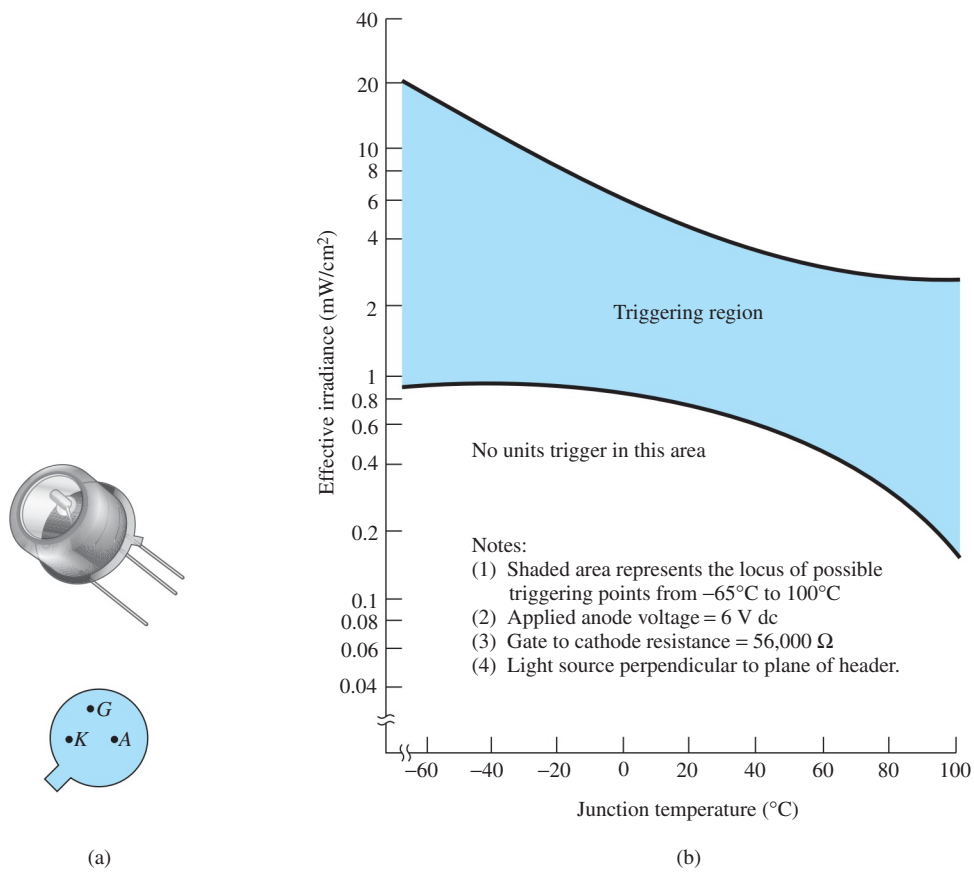 40
20
10
8
6
4
2
1
0.8
0.6
0.4
0.2
0.1
0.08
0.06
0.04
Effective irradiance (mW/cm²)
Triggering region
No units trigger in this area
Notes:
(1) Shaded area represents the locus of possible
triggering points from –65°C to 100°C
(2) Applied anode voltage = 6 V dc
(3) Gate to cathode resistance = 56,000 Ω
(4) Light source perpendicular to plane of header.
–60 –40 –20 0 20 40 60 80 100
Junction temperature (°C)
G
K A
(a) (b)